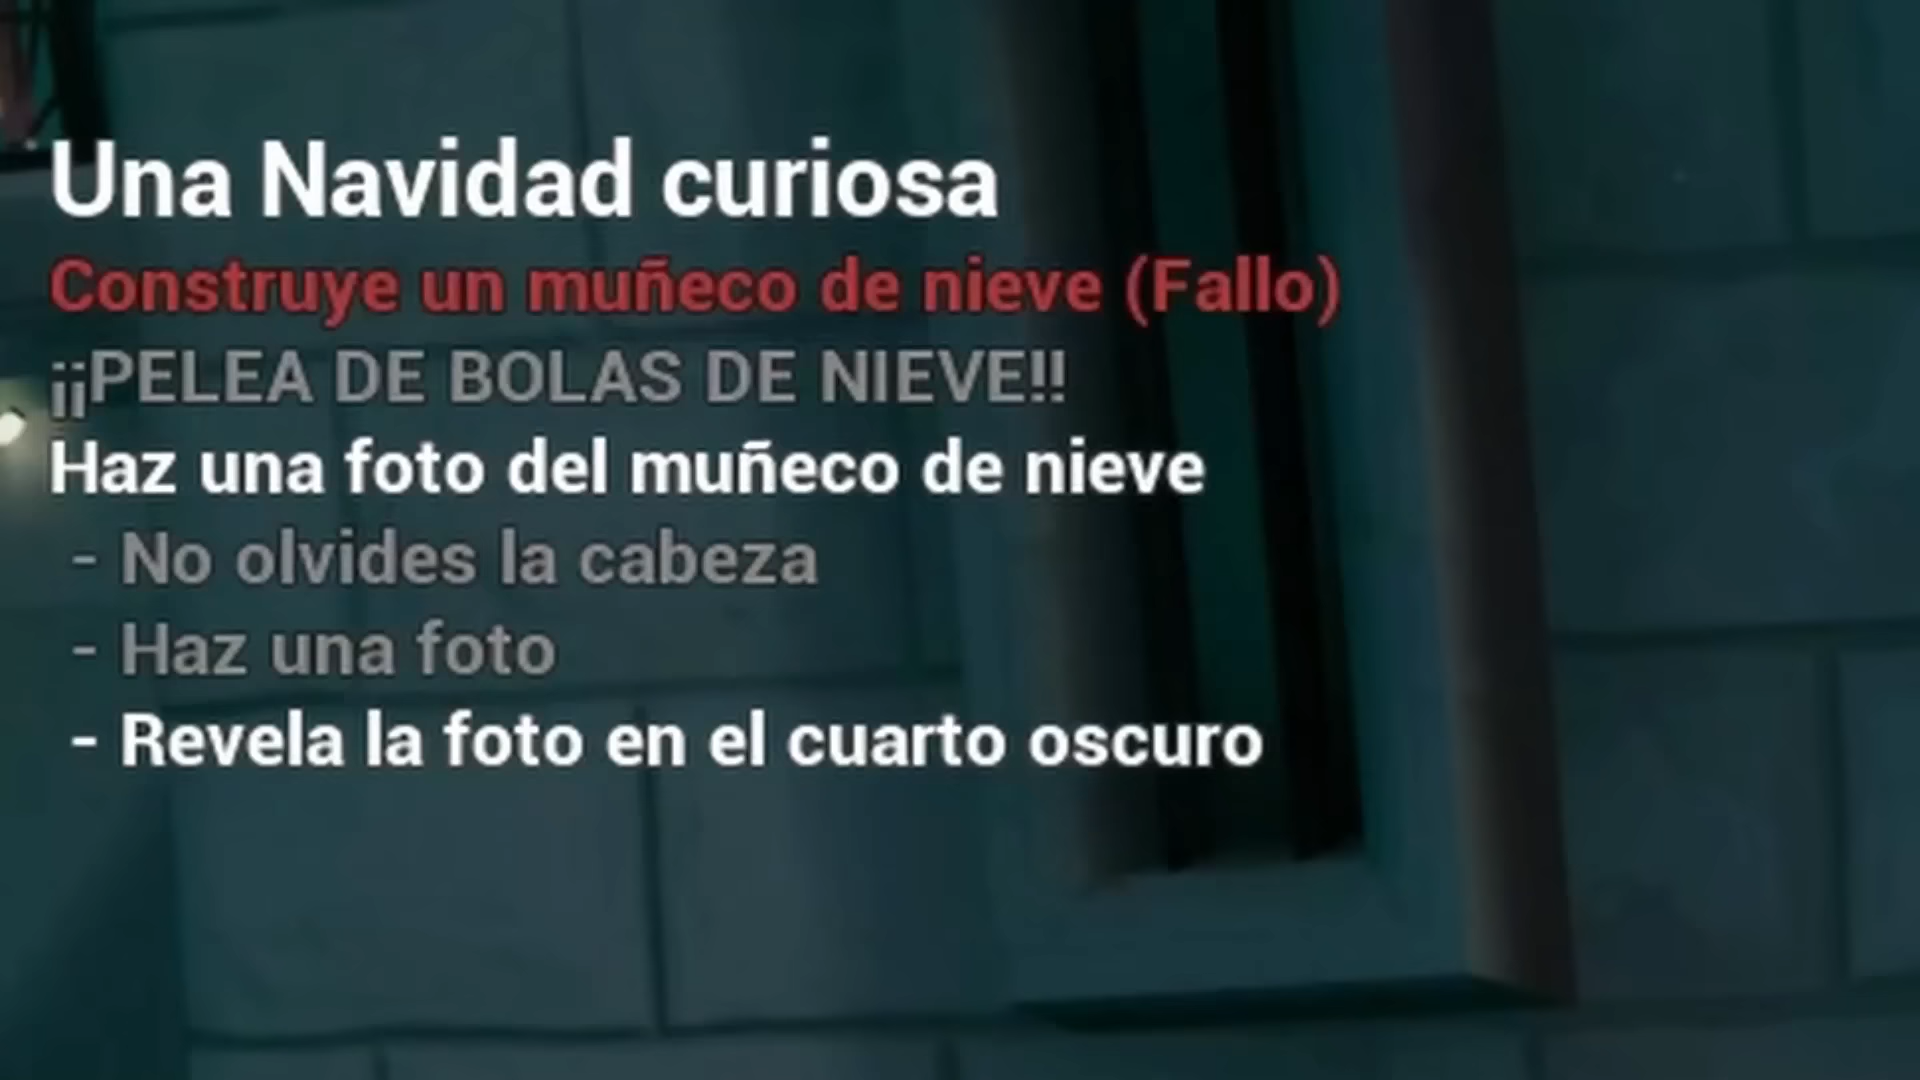 Una Navidad curiosa
Construye un muñeco de nieve (Fallo)
¡¡PELEA DE BOLAS DE NIEVE!!
Haz una foto del muñeco de nieve
- No olvides la cabeza
- Haz una foto
- Revela la foto en el cuarto oscuro